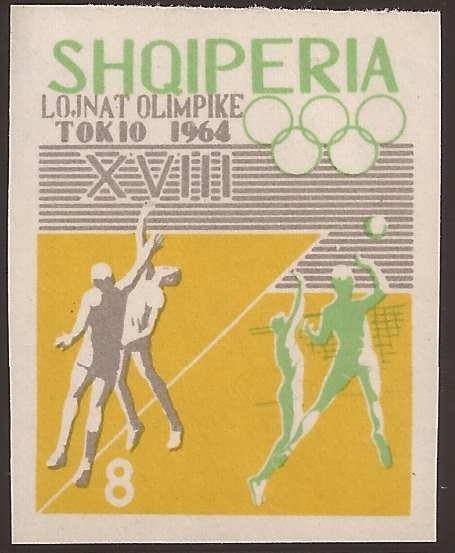 SHQIPERIA
LOJNAT OLIMPIKE
TOKIO 1964
XVIII
8